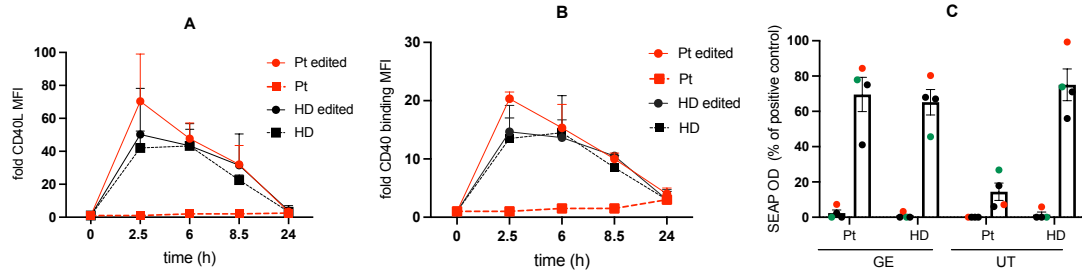 A
fold CD40L MFI
100
80
60
40
20
0
0 2.5 6 8.5 24
time (h)
Pt edited
Pt
HD edited
HD
B
fold CD40 binding MFI
30
20
10
0
0 2.5 6 8.5 24
time (h)
Pt edited
Pt
HD edited
HD
C
SEAP OD (% of positive control)
100
80
60
40
20
0
Pt HD Pt HD
GE UT